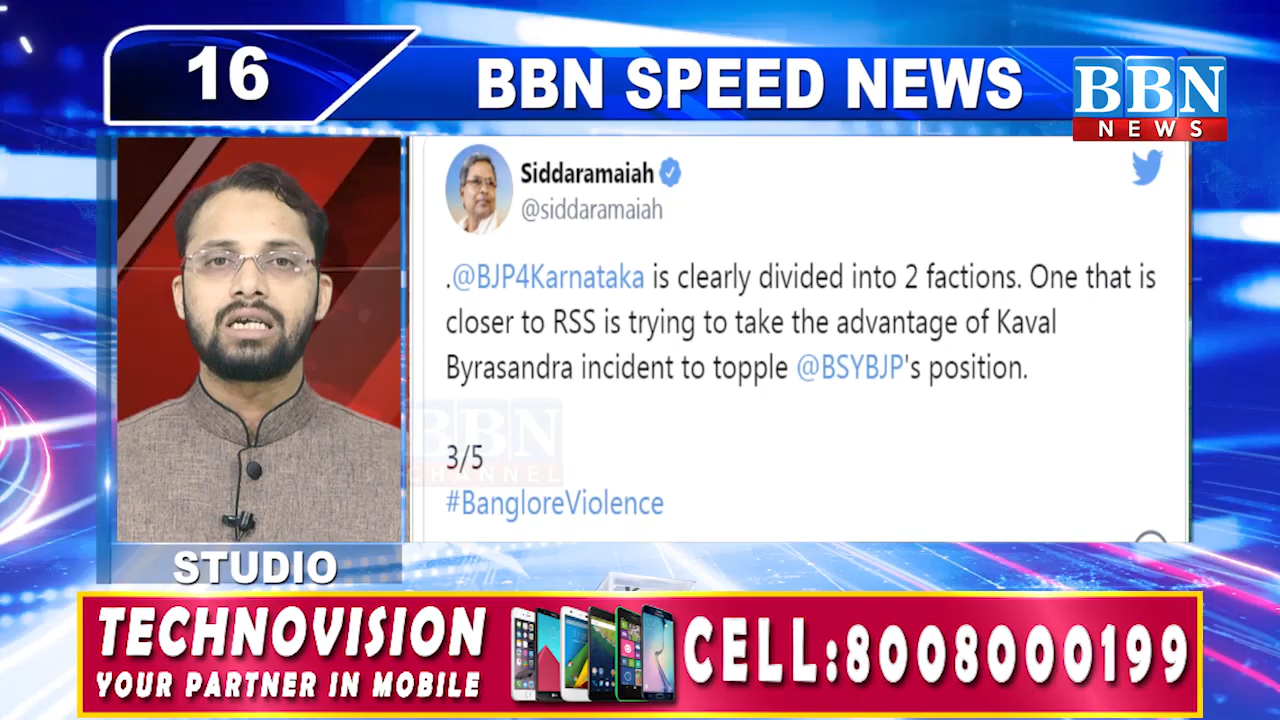 16
BBN SPEED NEWS
BBN
NEWS
Siddaramaiah
@siddaramaiah
.@BJP4Karnataka is clearly divided into 2 factions. One that is
closer to RSS is trying to take the advantage of Kaval
Byrasandra incident to topple @BSYBJP's position.
BBN
CHANNEL
3/5
#BangloreViolence
STUDIO
TECHNOVISION
YOUR PARTNER IN MOBILE
CELL:8008000199